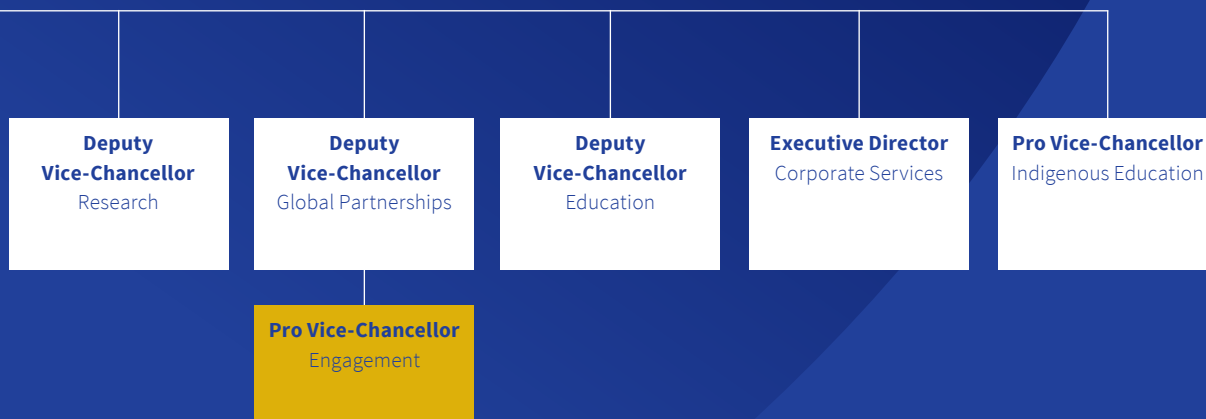 Deputy
Vice-Chancellor
Research
Deputy
Vice-Chancellor
Global Partnerships
Deputy
Vice-Chancellor
Education
Executive Director
Corporate Services
Pro Vice-Chancellor
Indigenous Education
Pro Vice-Chancellor
Engagement